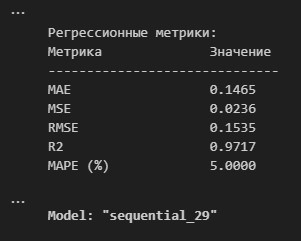 ...
Регрессионные метрики:
Метрика Значение
-----------------------------
MAE 0.1465
MSE 0.0236
RMSE 0.1535
R2 0.9717
MAPE (%) 5.0000
...
Model: "sequential_29"